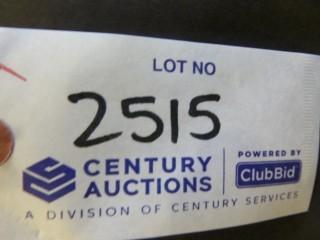 LOT NO
2515
CENTURY
AUCTIONS
POWERED BY
ClubBid
A DIVISION OF CENTURY SERVICES